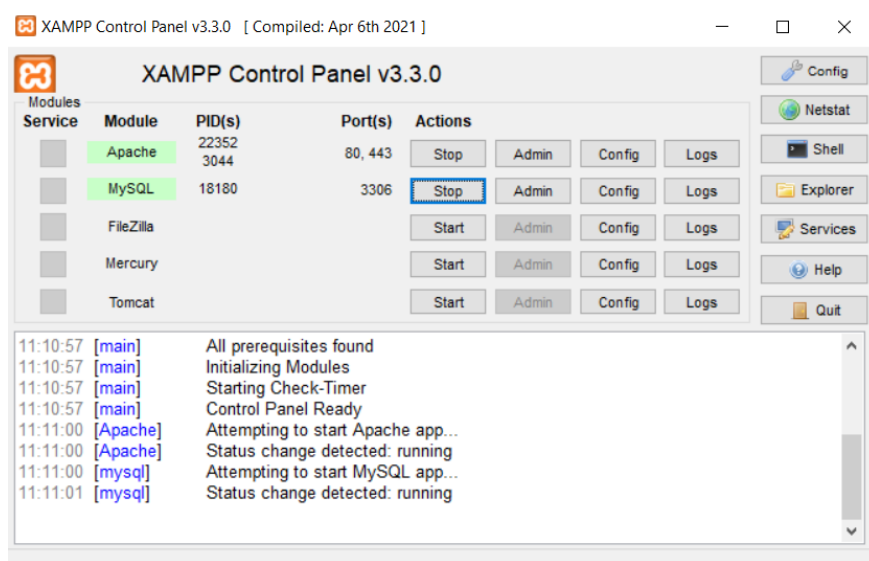 XAMPP Control Panel v3.3.0 [ Compiled: Apr 6th 2021 ]
XAMPP Control Panel v3.3.0
Config
Modules
Service Module PID(s) Port(s) Actions
Netstat
Apache 22352 3044 80, 443 Stop Admin Config Logs
Shell
MySQL 18180 3306 Stop Admin Config Logs
Explorer
FileZilla Start Admin Config Logs
Services
Mercury Start Admin Config Logs
Help
Tomcat Start Admin Config Logs
Quit
11:10:57 [main] All prerequisites found
11:10:57 [main] Initializing Modules
11:10:57 [main] Starting Check-Timer
11:10:57 [main] Control Panel Ready
11:11:00 [Apache] Attempting to start Apache app...
11:11:00 [Apache] Status change detected: running
11:11:00 [mysql] Attempting to start MySQL app...
11:11:01 [mysql] Status change detected: running